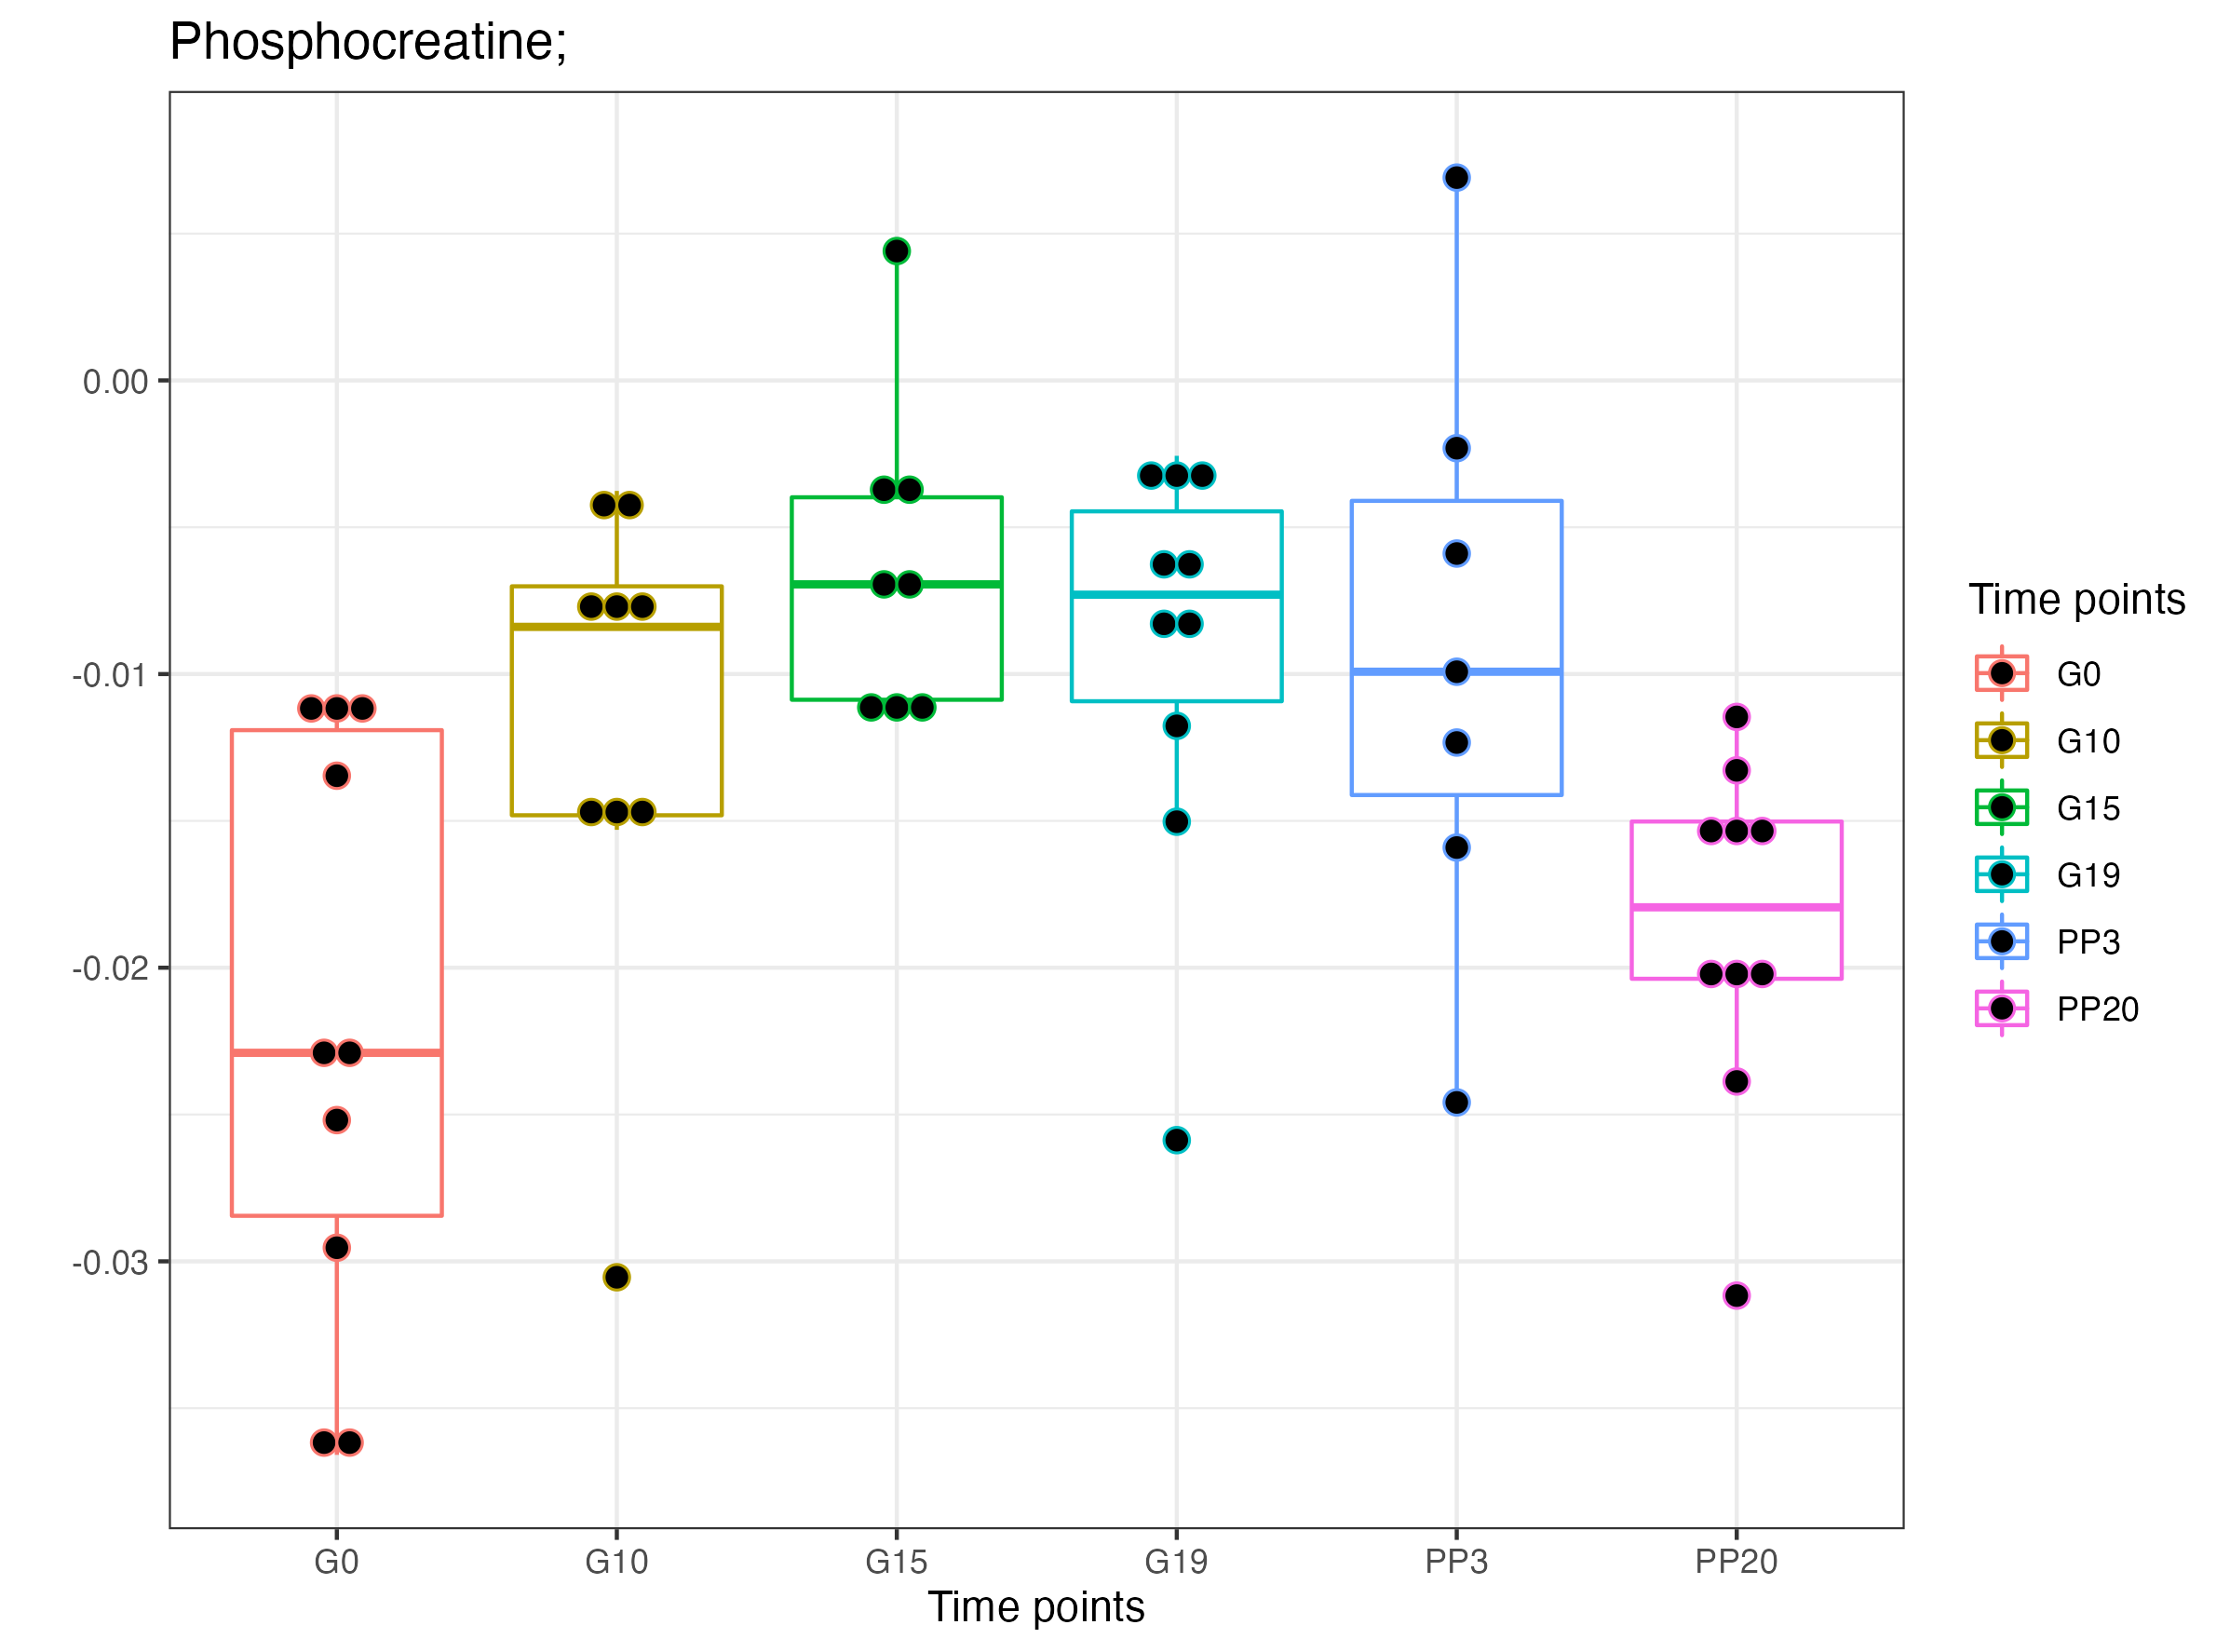 Phosphocreatine;
0.00
-0.01
-0.02
-0.03
G0 G10 G15 G19 PP3 PP20
Time points
Time points
G0
G10
G15
G19
PP3
PP20